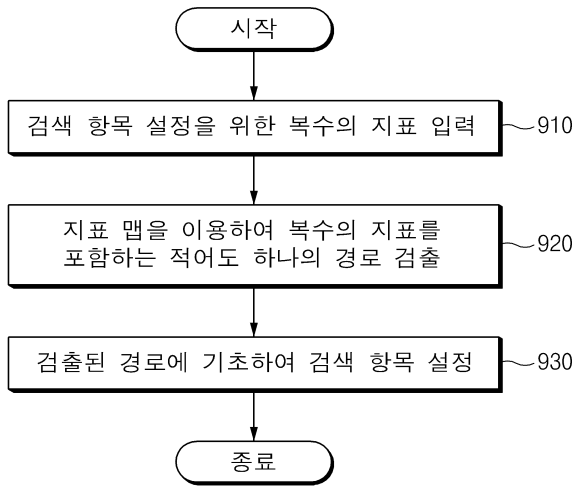 시작
검색 항목 설정을 위한 복수의 지표 입력
910
지표 맵을 이용하여 복수의 지표를
포함하는 적어도 하나의 경로 검출
920
검출된 경로에 기초하여 검색 항목 설정
930
종료